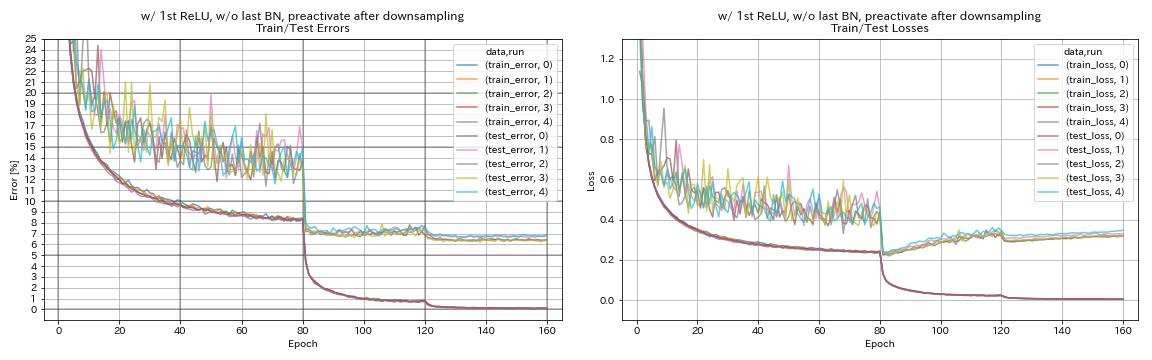 w/ 1st ReLU, w/o last BN, preactivate after downsampling
Train/Test Errors
25
24
23
22
21
20
19
18
17
16
15
14
13
12
11
10
9
8
7
6
5
4
3
2
1
0
Error [%]
data,run
(train_error, 0)
(train_error, 1)
(train_error, 2)
(train_error, 3)
(train_error, 4)
(test_error, 0)
(test_error, 1)
(test_error, 2)
(test_error, 3)
(test_error, 4)
0 20 40 60 80 100 120 140 160
Epoch
w/ 1st ReLU, w/o last BN, preactivate after downsampling
Train/Test Losses
1.2
1.0
0.8
0.6
0.4
0.2
0.0
Loss
data,run
(train_loss, 0)
(train_loss, 1)
(train_loss, 2)
(train_loss, 3)
(train_loss, 4)
(test_loss, 0)
(test_loss, 1)
(test_loss, 2)
(test_loss, 3)
(test_loss, 4)
0 20 40 60 80 100 120 140 160
Epoch